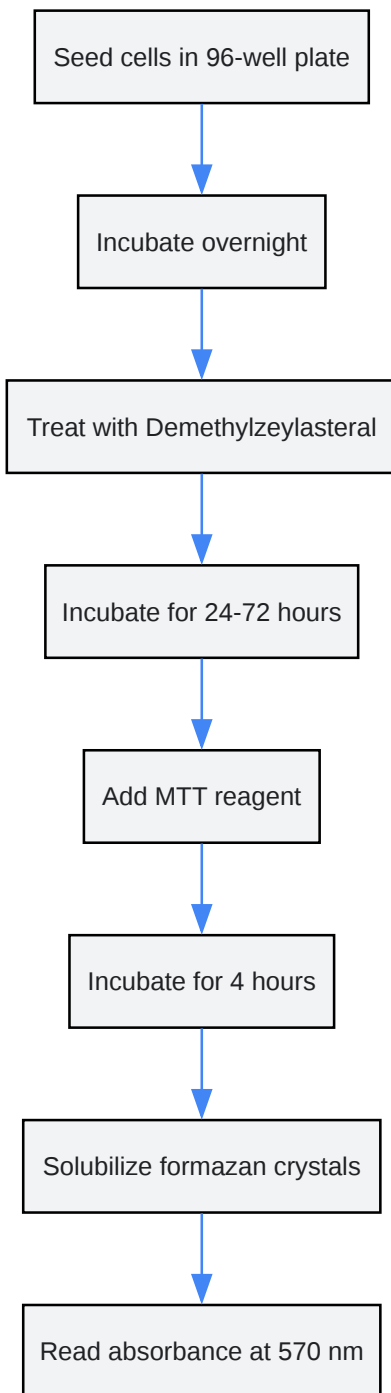 Seed cells in 96-well plate
Incubate overnight
Treat with Demethylzeylasteral
Incubate for 24-72 hours
Add MTT reagent
Incubate for 4 hours
Solubilize formazan crystals
Read absorbance at 570 nm